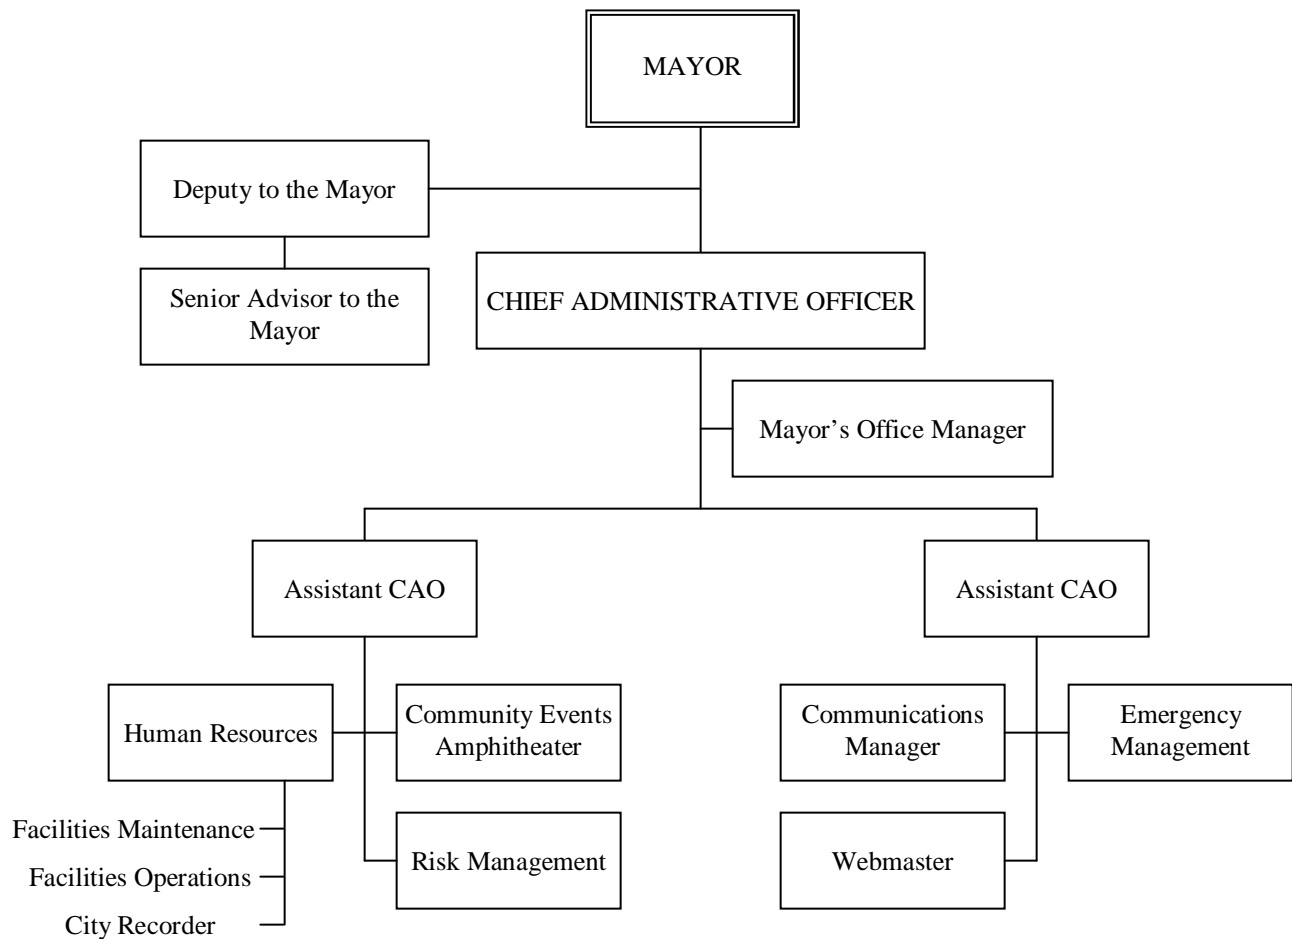 MAYOR
Deputy to the Mayor
Senior Advisor to the
Mayor
CHIEF ADMINISTRATIVE OFFICER
Mayor’s Office Manager
Assistant CAO
Assistant CAO
Human Resources
Community Events
Amphitheater
Communications
Manager
Emergency
Management
Facilities Maintenance
Facilities Operations
City Recorder
Risk Management
Webmaster